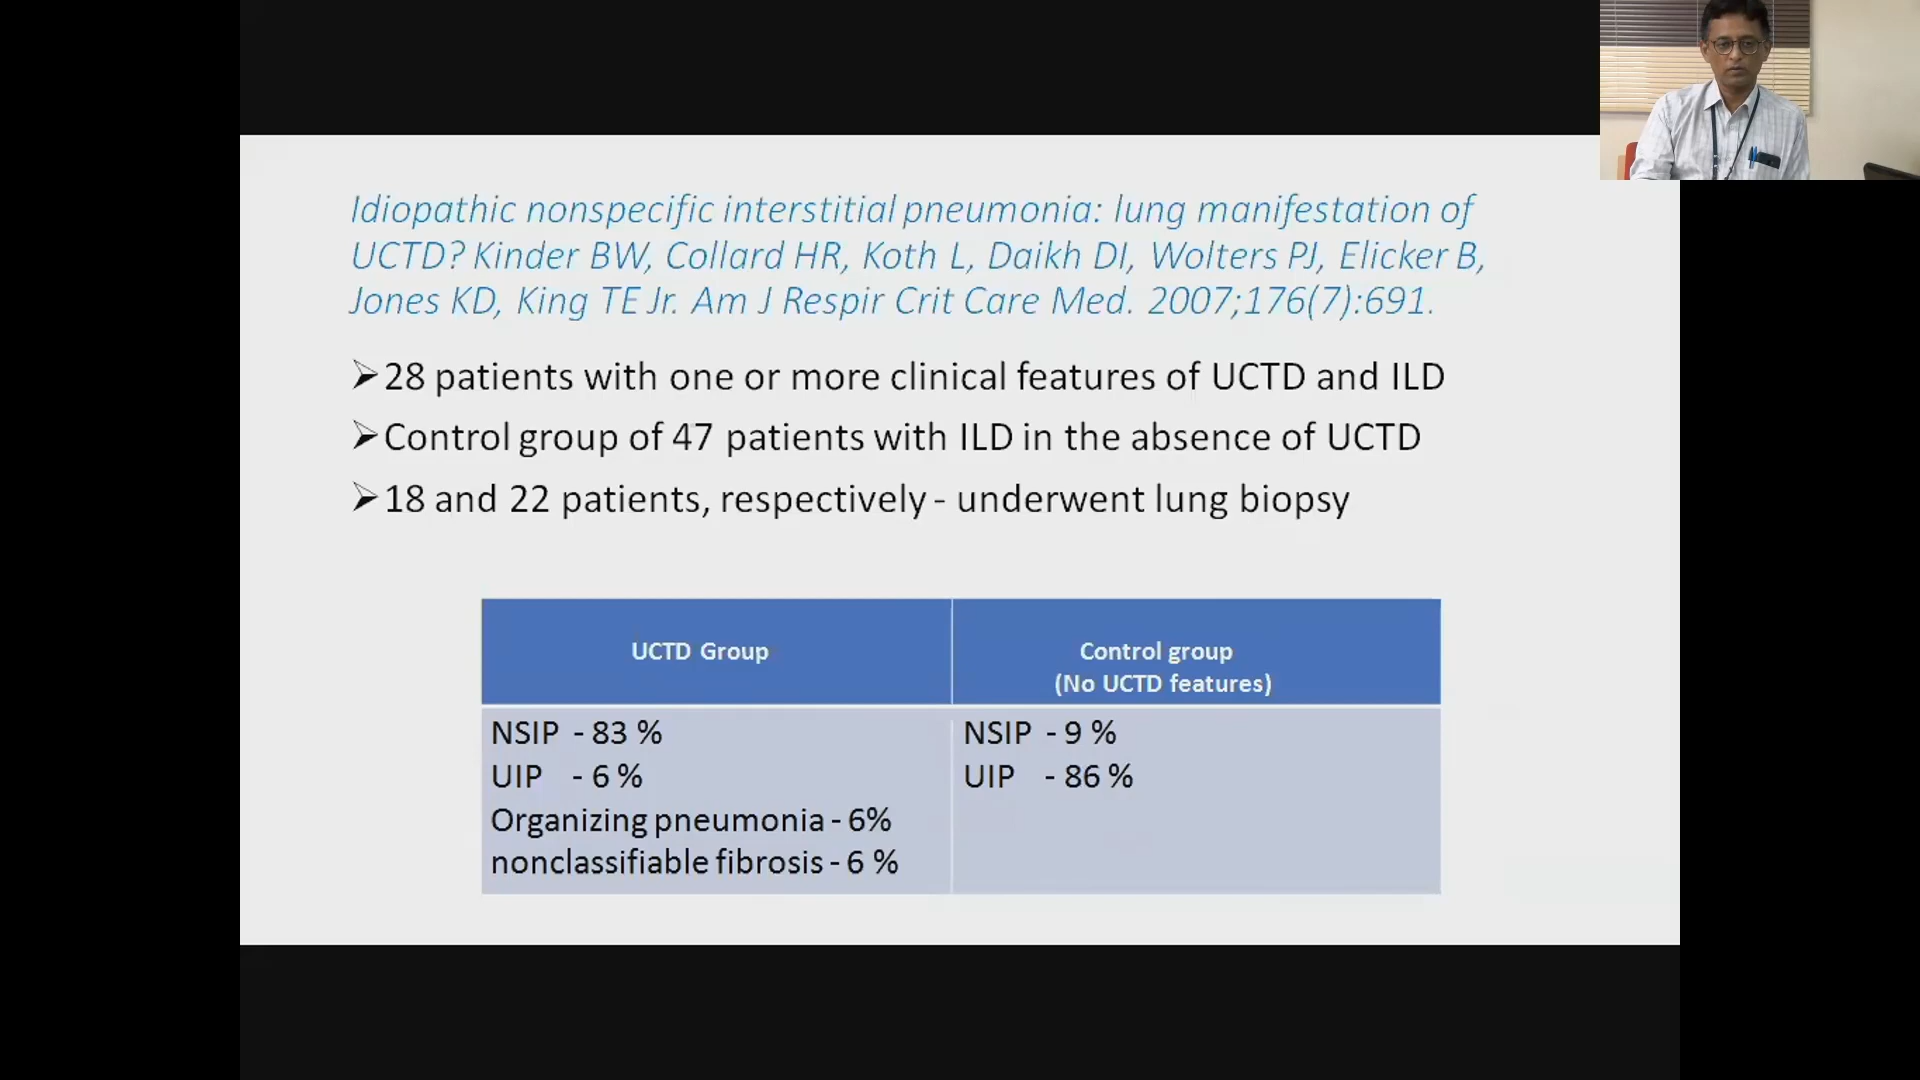 Idiopathic nonspecific interstitial pneumonia: lung manifestation of
UCTD? Kinder BW, Collard HR, Koth L, Daikh DI, Wolters PJ, Elicker B,
Jones KD, King TE Jr. Am J Respir Crit Care Med. 2007;176(7):691.
➢28 patients with one or more clinical features of UCTD and ILD
➢Control group of 47 patients with ILD in the absence of UCTD
➢18 and 22 patients, respectively - underwent lung biopsy
UCTD Group
Control group
(No UCTD features)
NSIP - 83 %
UIP - 6 %
Organizing pneumonia - 6%
nonclassifiable fibrosis - 6 %
NSIP - 9 %
UIP - 86 %